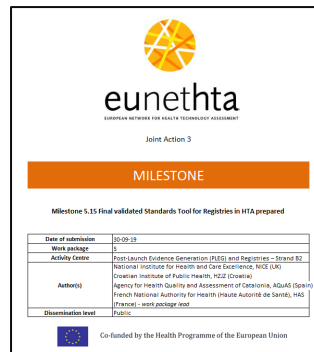 eunethta
EUROPEAN NETWORK FOR HEALTH TECHNOLOGY ASSESSMENT
Joint Action 3
MILESTONE
Milestone 5.15 Final validated Standards Tool for Registries in HTA prepared
Date of submission 30-09-19
Work package 5
Activity Centre Post-Launch Evidence Generation (PLEG) and Registries – Strand B2
Author(s) National Institute for Health and Care Excellence, NICE (UK)
Croatian Institute of Public Health, HZJZ (Croatia)
Agency for Health Quality and Assessment of Catalonia, AQuAS (Spain)
French National Authority for Health (Haute Autorité de Santé), HAS
(France) – work package lead
Dissemination level Public
Co-funded by the Health Programme of the European Union